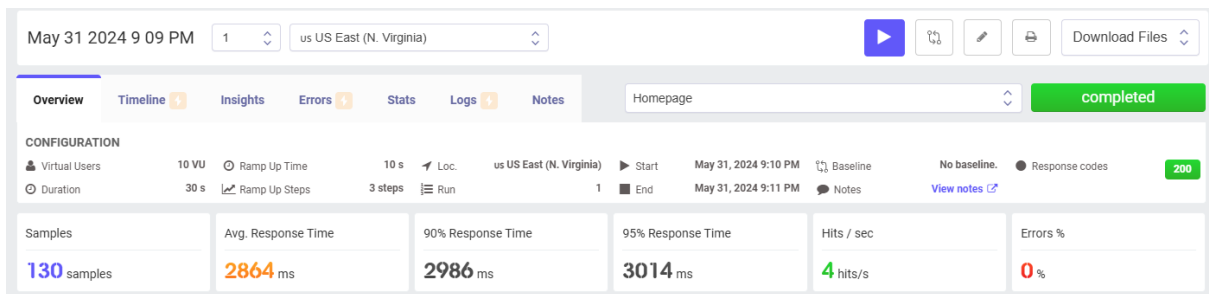 May 31 2024 9 09 PM 1 us US East (N. Virginia) Download Files
Overview Timeline Insights Errors Stats Logs Notes Homepage completed
CONFIGURATION
Virtual Users 10 VU Ramp Up Time 10 s Loc. us US East (N. Virginia) Start May 31, 2024 9:10 PM Baseline No baseline. Response codes 200
Duration 30 s Ramp Up Steps 3 steps Run 1 End May 31, 2024 9:11 PM Notes View notes
Samples Avg. Response Time 90% Response Time 95% Response Time Hits / sec Errors %
130 samples 2864 ms 2986 ms 3014 ms 4 hits/s 0 %